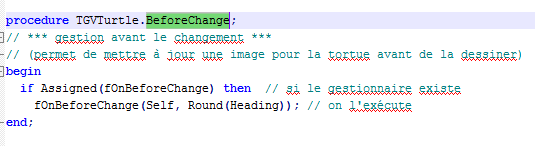 procedure TGVTurtle.BeforeChange;
// *** gestion avant le changement ***
// (permet de mettre à jour une image pour la tortue avant de la dessiner)
begin
  if Assigned(fOnBeforeChange) then  // si le gestionnaire existe
    fOnBeforeChange(Self, Round(Heading)); // on l'exécute
end;